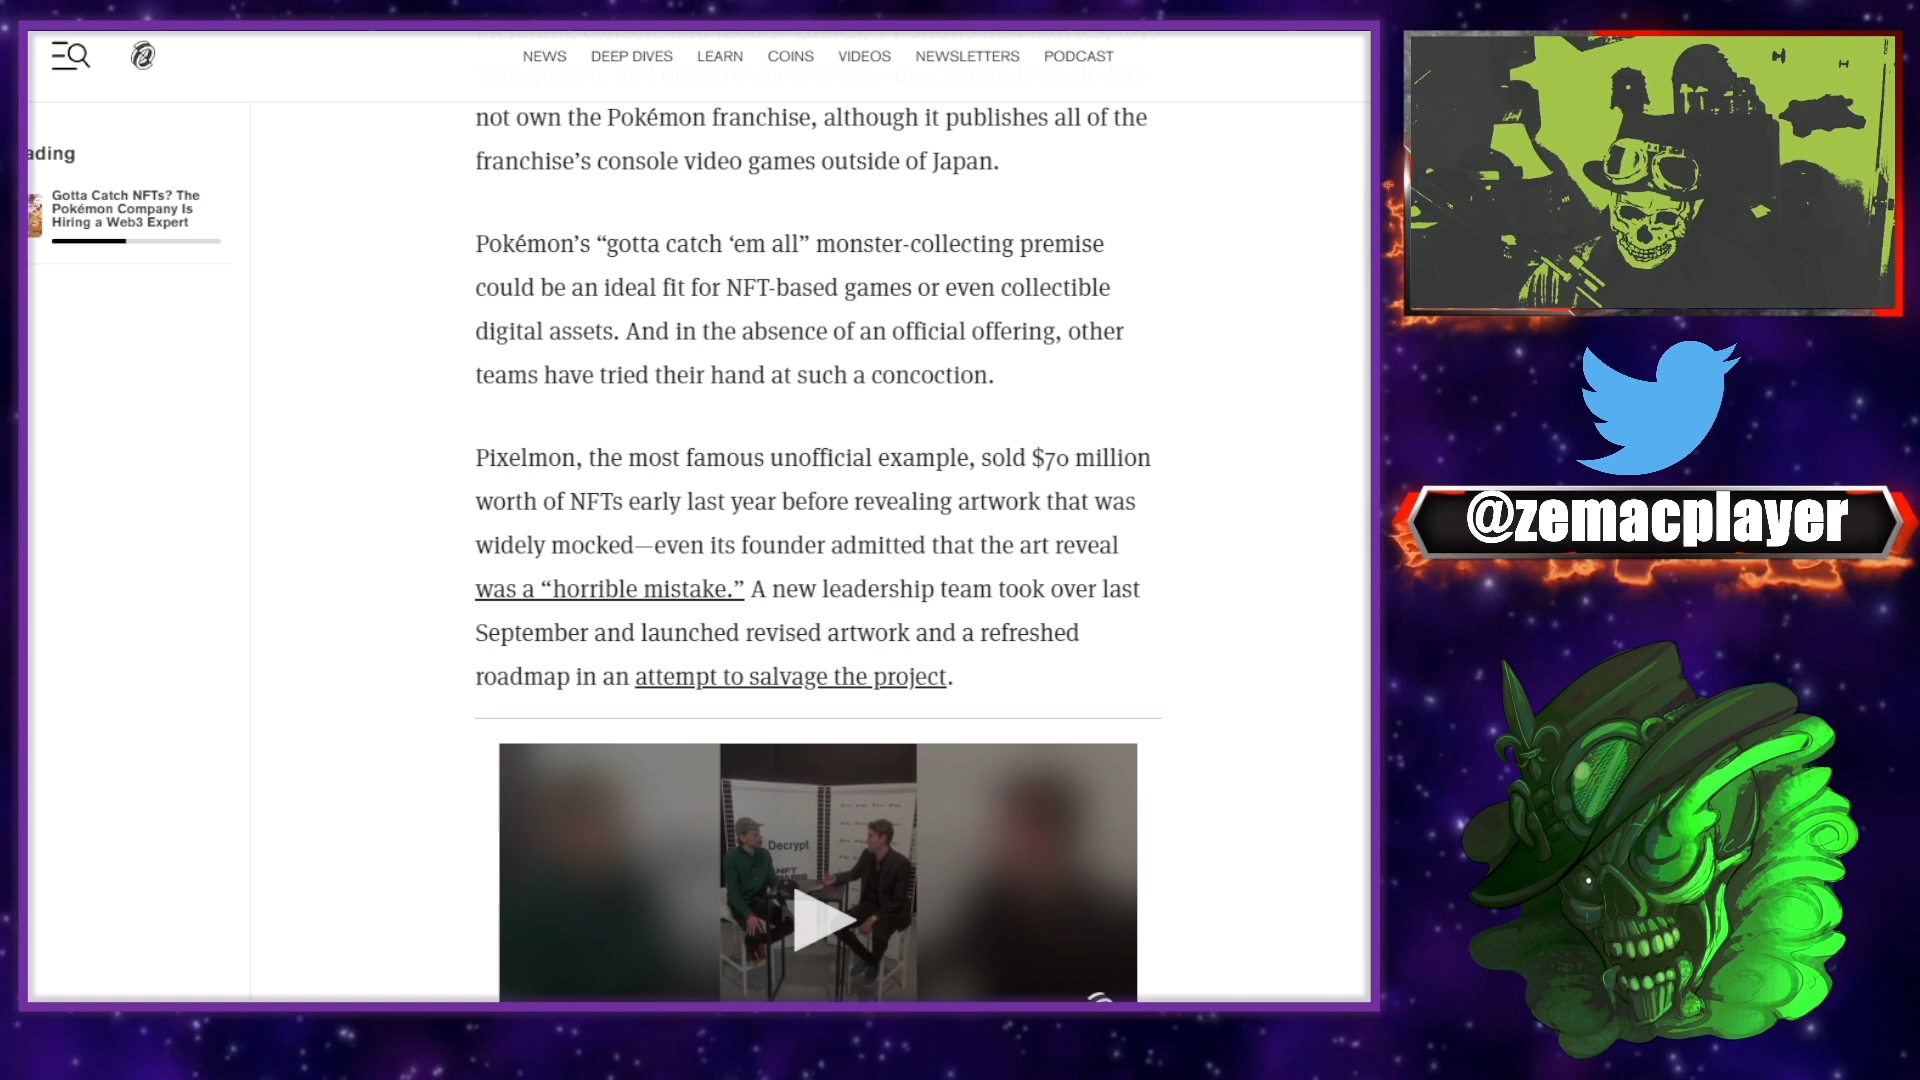 NEWS DEEP DIVES LEARN COINS VIDEOS NEWSLETTERS PODCAST
ading
Gotta Catch NFTs? The
Pokémon Company Is
Hiring a Web3 Expert
not own the Pokémon franchise, although it publishes all of the
franchise’s console video games outside of Japan.
Pokémon’s “gotta catch ‘em all” monster-collecting premise
could be an ideal fit for NFT-based games or even collectible
digital assets. And in the absence of an official offering, other
teams have tried their hand at such a concoction.
Pixelmon, the most famous unofficial example, sold $70 million
worth of NFTs early last year before revealing artwork that was
widely mocked—even its founder admitted that the art reveal
was a “horrible mistake.” A new leadership team took over last
September and launched revised artwork and a refreshed
roadmap in an attempt to salvage the project.
Decrypt
NFT
PARIS
@zemacplayer